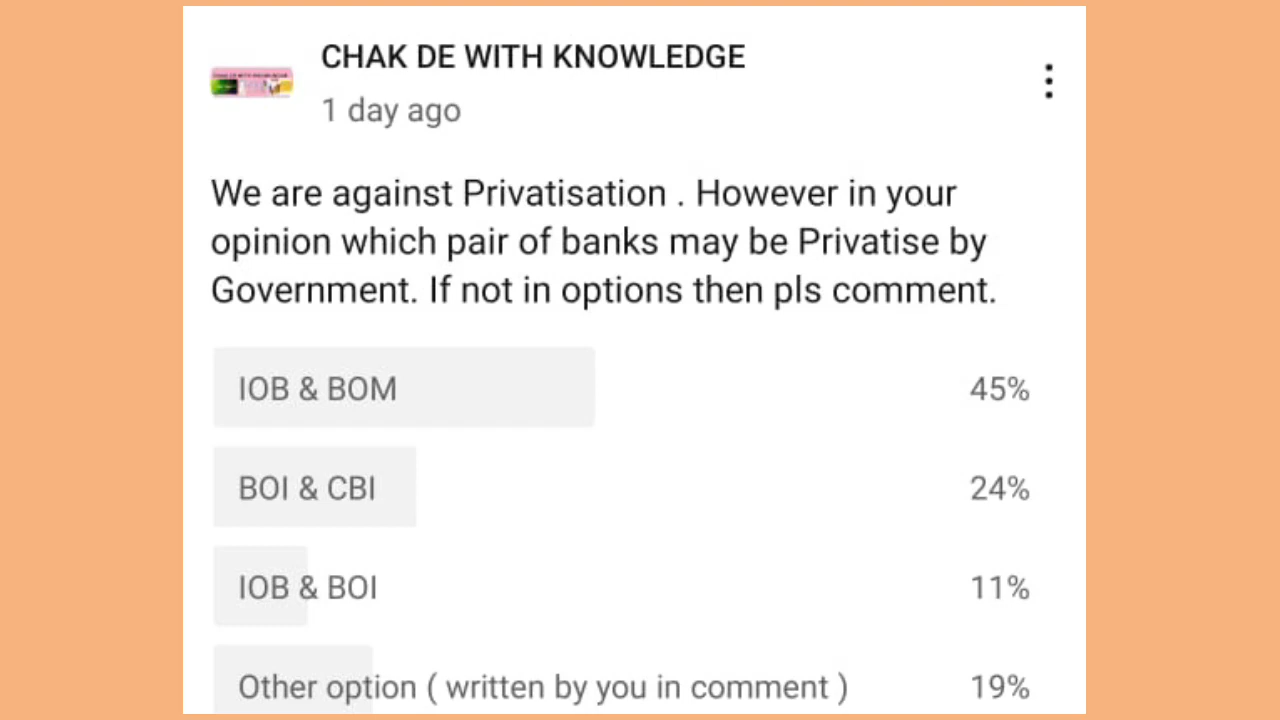 CHAK DE WITH KNOWLEDGE
1 day ago
We are against Privatisation . However in your
opinion which pair of banks may be Privatise by
Government. If not in options then pls comment.
IOB & BOM 45%
BOI & CBI 24%
IOB & BOI 11%
Other option ( written by you in comment ) 19%